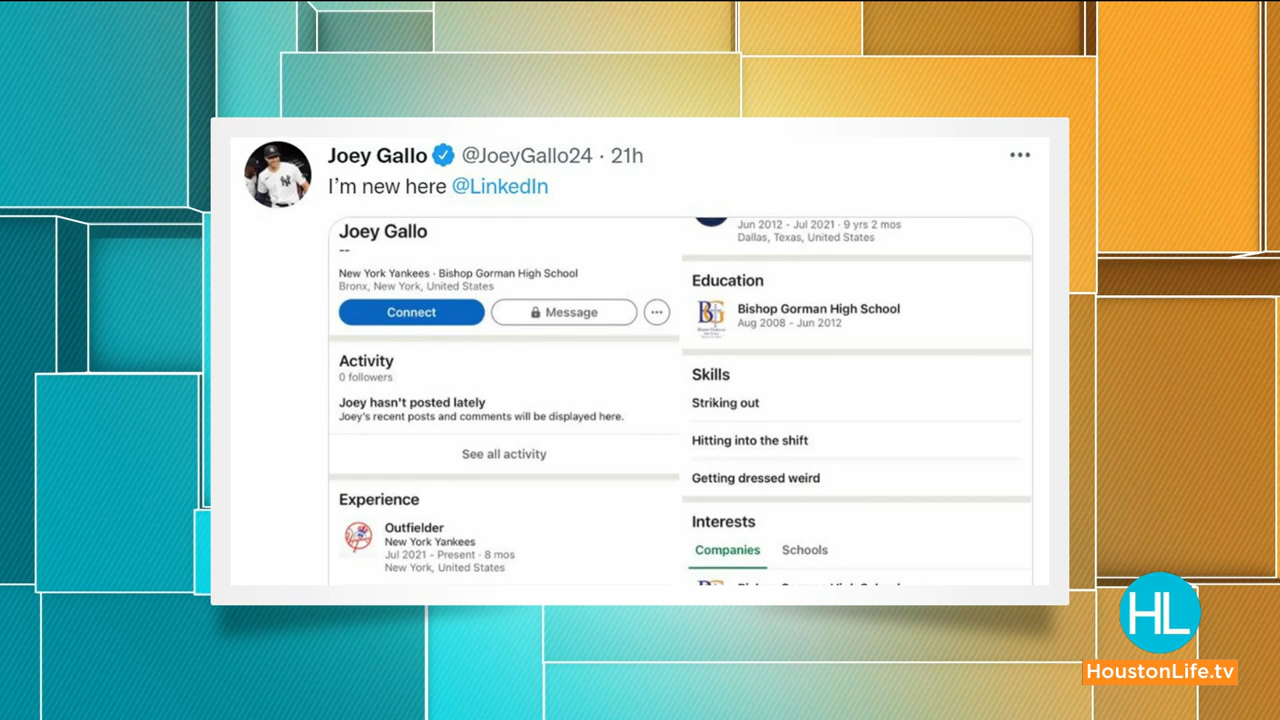 Joey Gallo @JoeyGallo24 · 21h
I'm new here @LinkedIn
Joey Gallo
--
New York Yankees · Bishop Gorman High School
Bronx, New York, United States
Connect
Message
Activity
0 followers
Joey hasn't posted lately
Joey's recent posts and comments will be displayed here.
See all activity
Experience
Outfielder
New York Yankees
Jul 2021 - Present · 8 mos
New York, United States
Jun 2012 - Jul 2021 · 9 yrs 2 mos
Dallas, Texas, United States
Education
BG
Bishop Gorman High School
Aug 2008 - Jun 2012
Skills
Striking out
Hitting into the shift
Getting dressed weird
Interests
Companies
Schools
HL
HoustonLife.tv